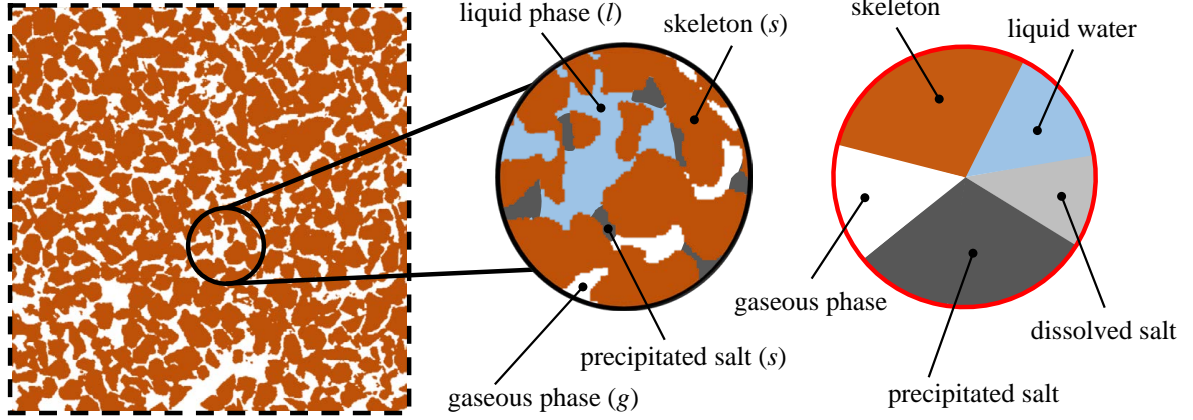 liquid phase (l)
skeleton (s)
precipitated salt (s)
gaseous phase (g)
skeleton
liquid water
gaseous phase
dissolved salt
precipitated salt